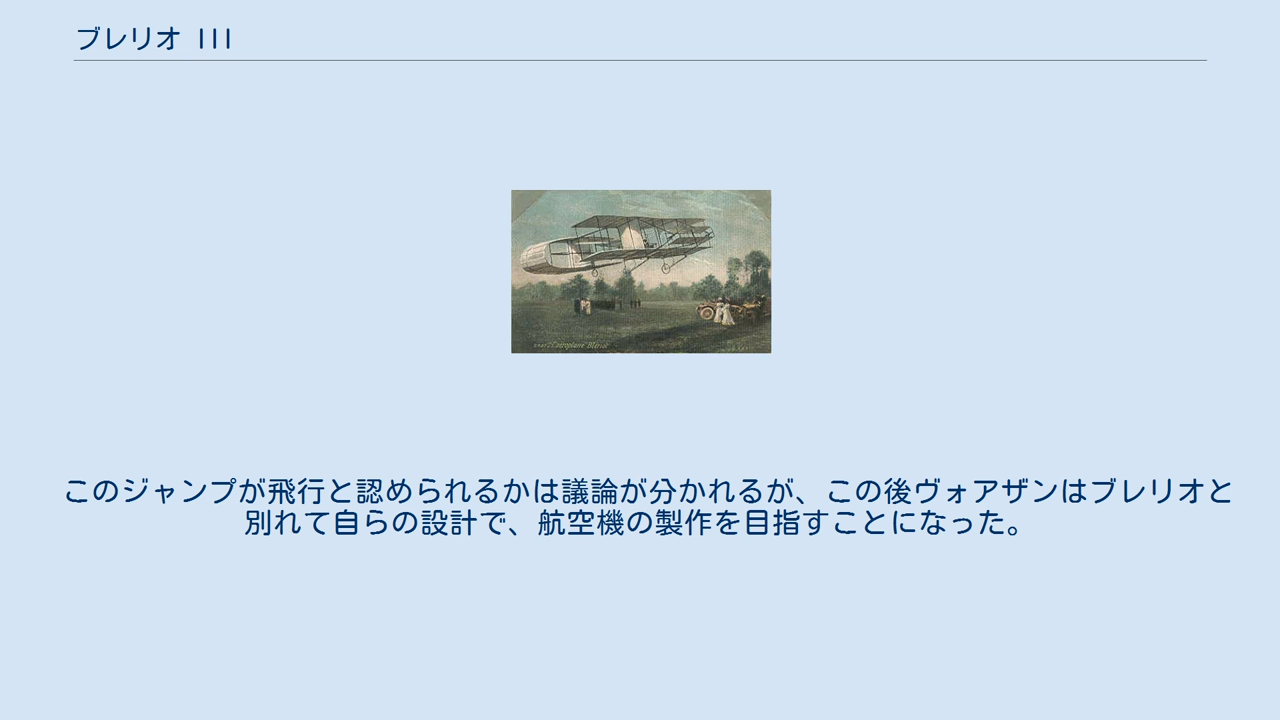 ブレリオ III
L'aéroplane Blériot
このジャンプが飛行と認められるかは議論が分かれるが、この後ヴォアザンはブレリオと
別れて自らの設計で、航空機の製作を目指すことになった。